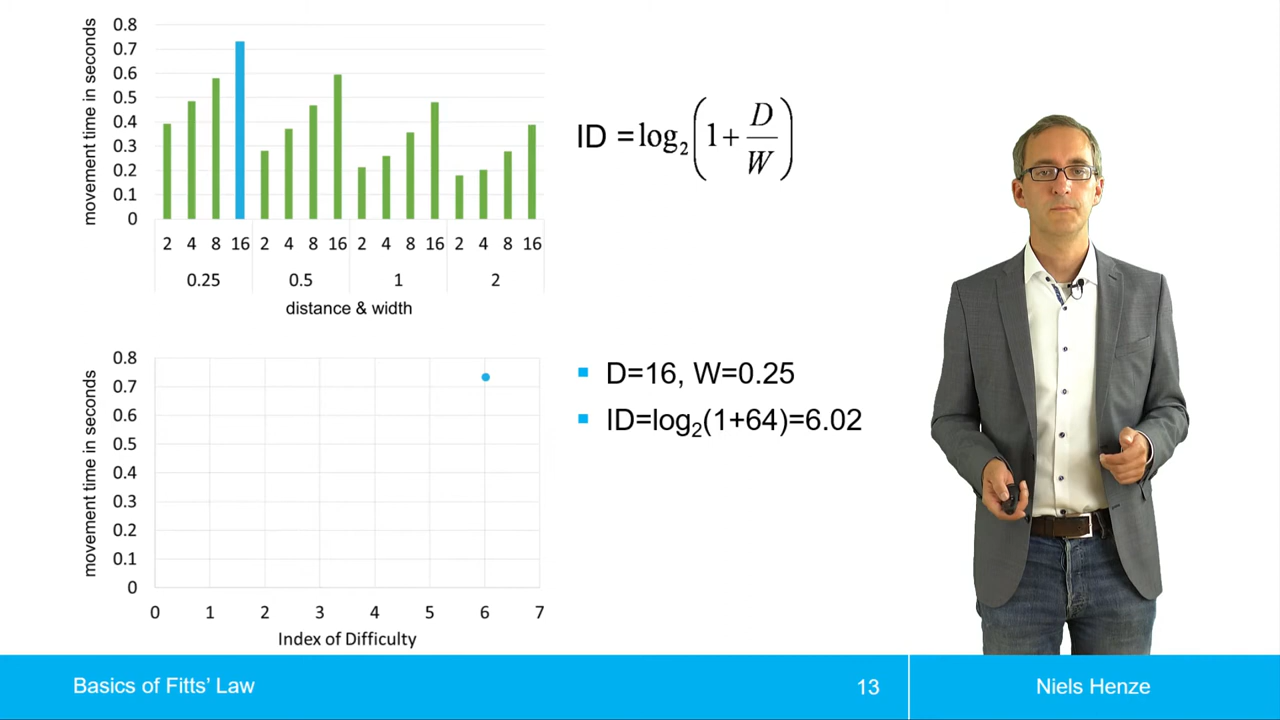 movement time in seconds
0.8
0.7
0.6
0.5
0.4
0.3
0.2
0.1
0
2 4 8 16 2 4 8 16 2 4 8 16 2 4 8 16
0.25 0.5 1 2
distance & width
ID = log₂(1 + D/W)
movement time in seconds
0.8
0.7
0.6
0.5
0.4
0.3
0.2
0.1
0
0 1 2 3 4 5 6 7
Index of Difficulty
▪ D=16, W=0.25
▪ ID=log₂(1+64)=6.02
Basics of Fitts’ Law 13 Niels Henze